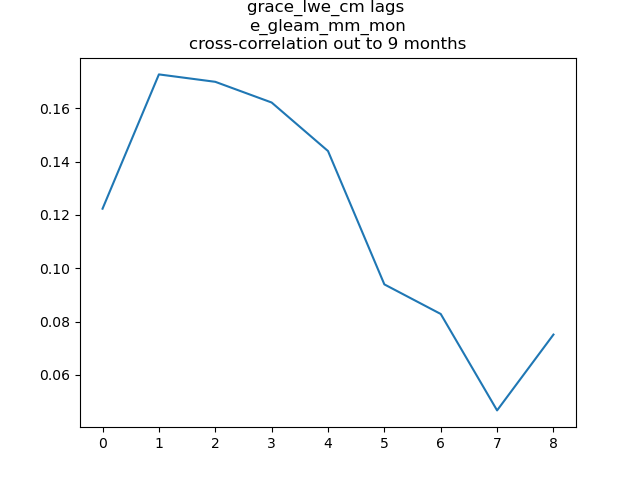 grace_lwe_cm lags
e_gleam_mm_mon
cross-correlation out to 9 months
0.16
0.14
0.12
0.10
0.08
0.06
0 1 2 3 4 5 6 7 8